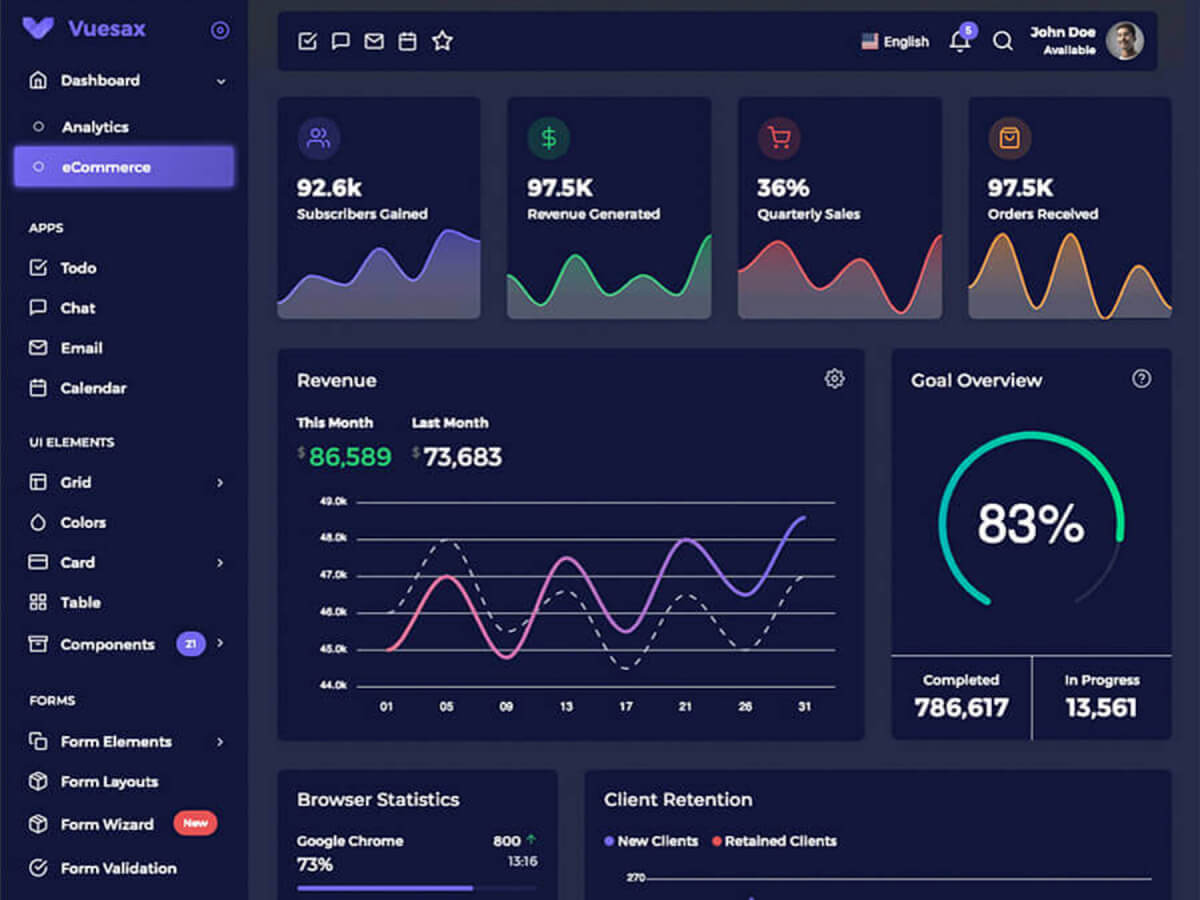 Vuesax
Dashboard
Analytics
eCommerce
APPS
Todo
Chat
Email
Calendar
UI ELEMENTS
Grid
Colors
Card
Table
Components 21
FORMS
Form Elements
Form Layouts
Form Wizard New
Form Validation
English
5
John Doe
Available
92.6k
Subscribers Gained
$
97.5K
Revenue Generated
36%
Quarterly Sales
97.5K
Orders Received
Revenue
This Month Last Month
$ 86,589 $ 73,683
49.0k
48.0k
47.0k
46.0k
45.0k
44.0k
01 05 09 13 17 21 26 31
Goal Overview
?
83%
Completed In Progress
786,617 13,561
Browser Statistics
Google Chrome 800
73% 13:16
Client Retention
New Clients Retained Clients
270